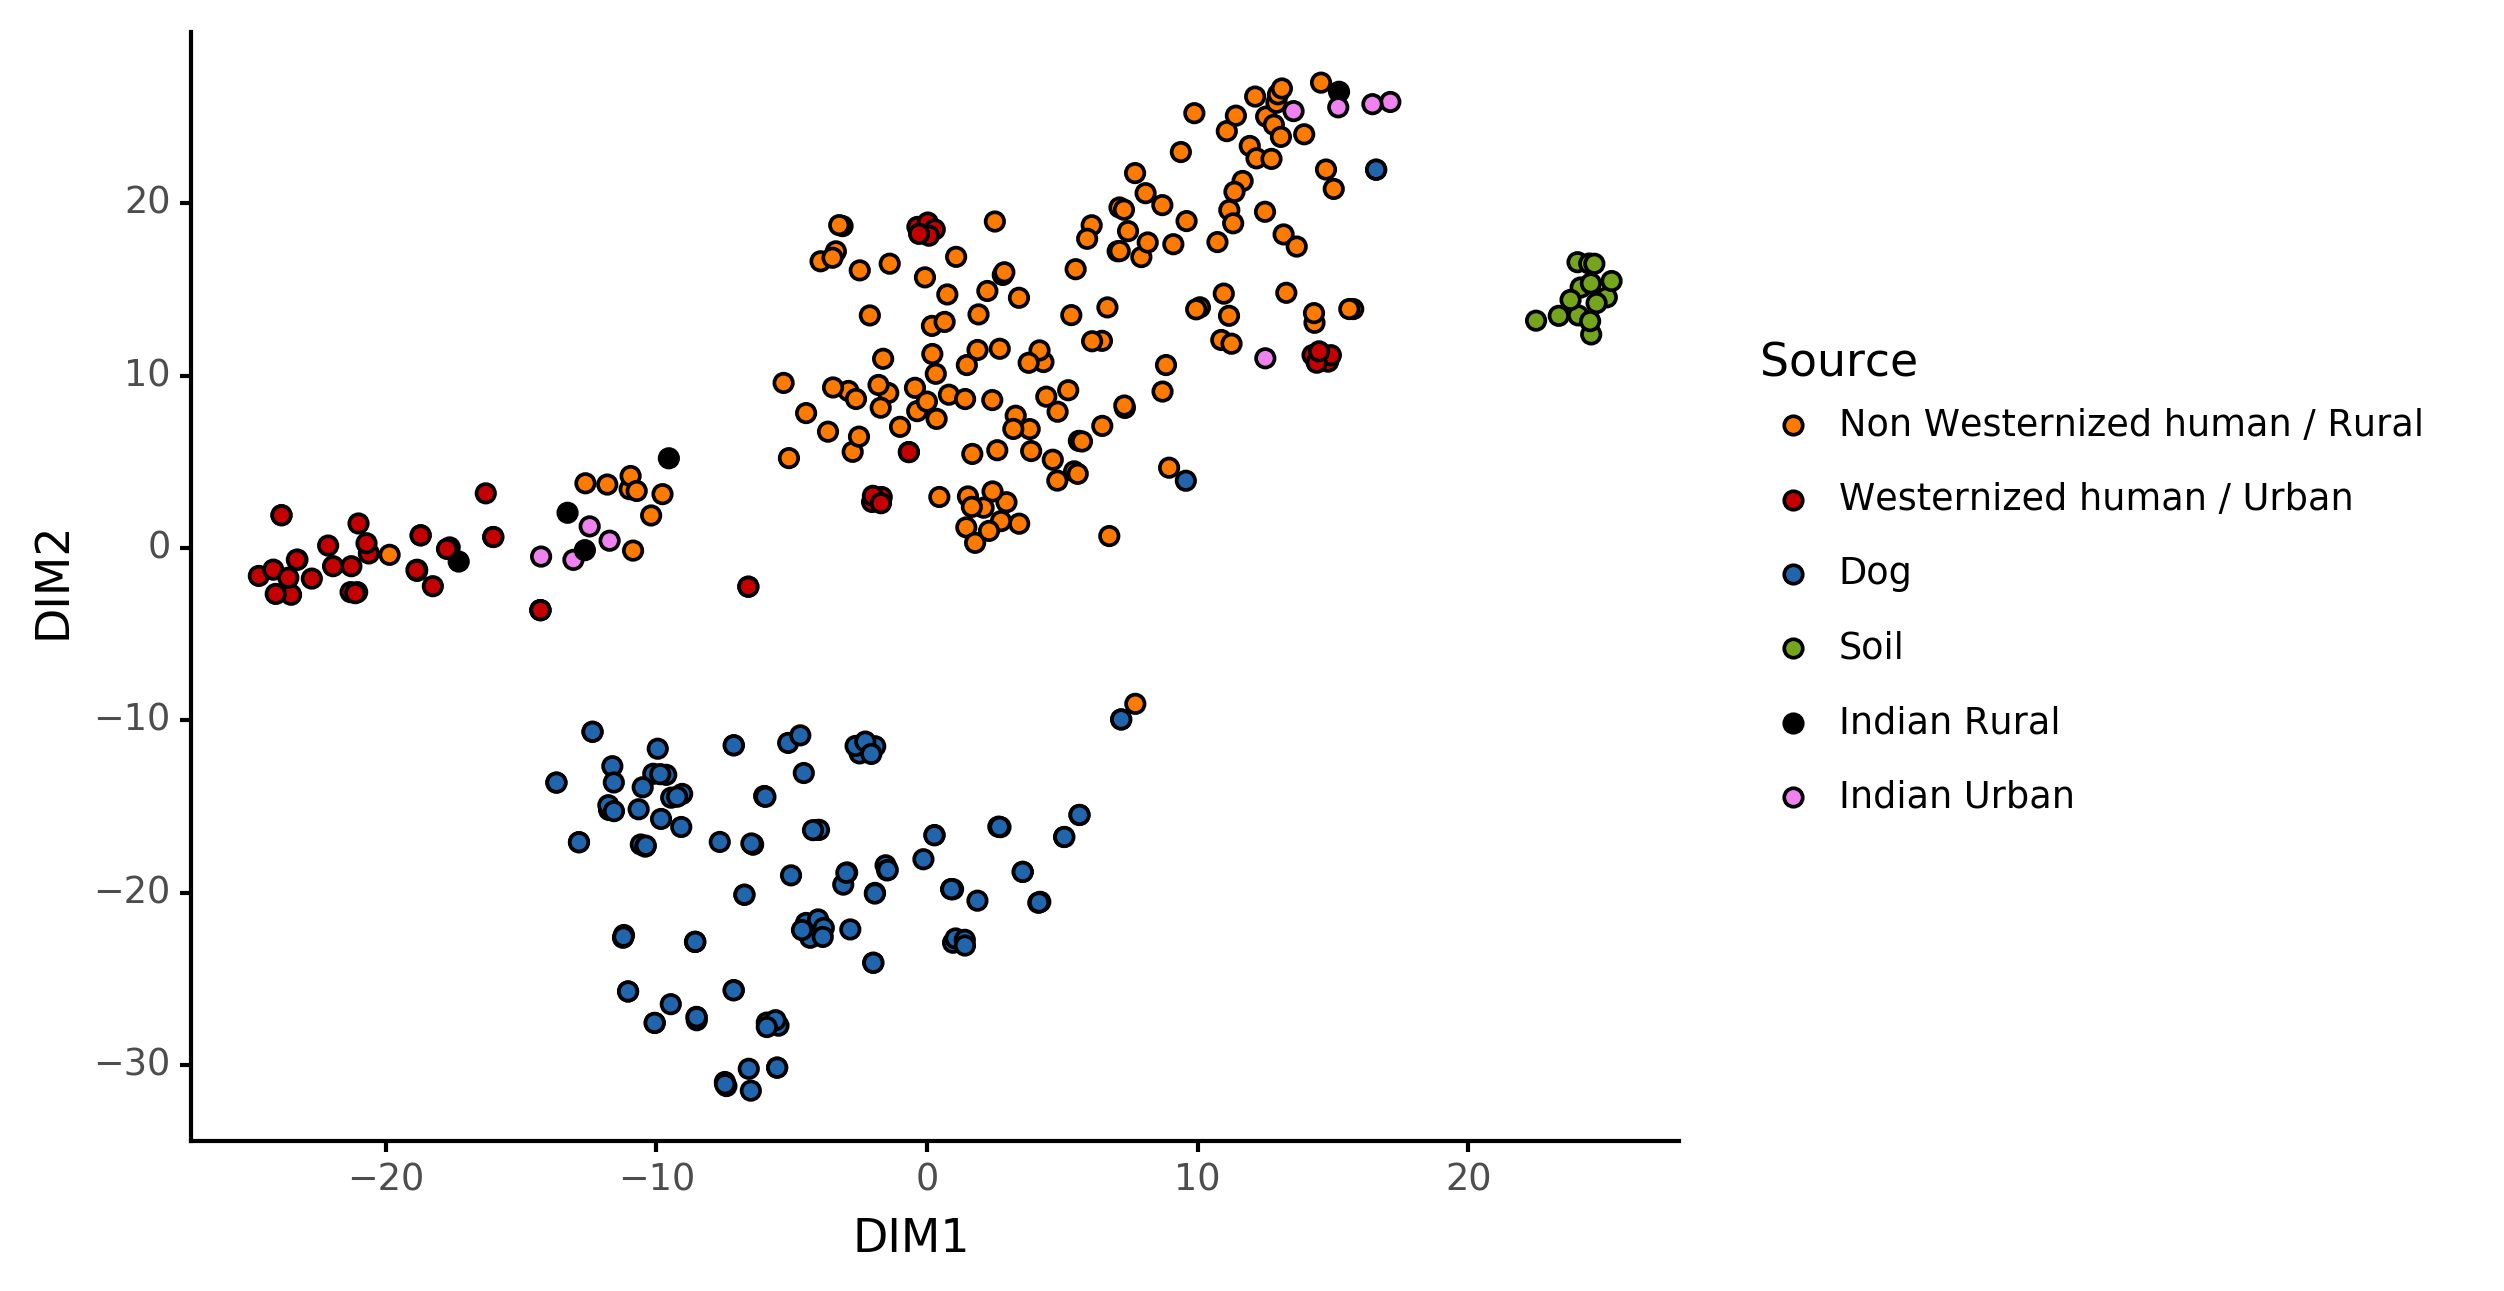 20
10
0
−10
−20
−30
DIM2
−20
−10
0
10
20
DIM1
Source
Non Westernized human / Rural
Westernized human / Urban
Dog
Soil
Indian Rural
Indian Urban